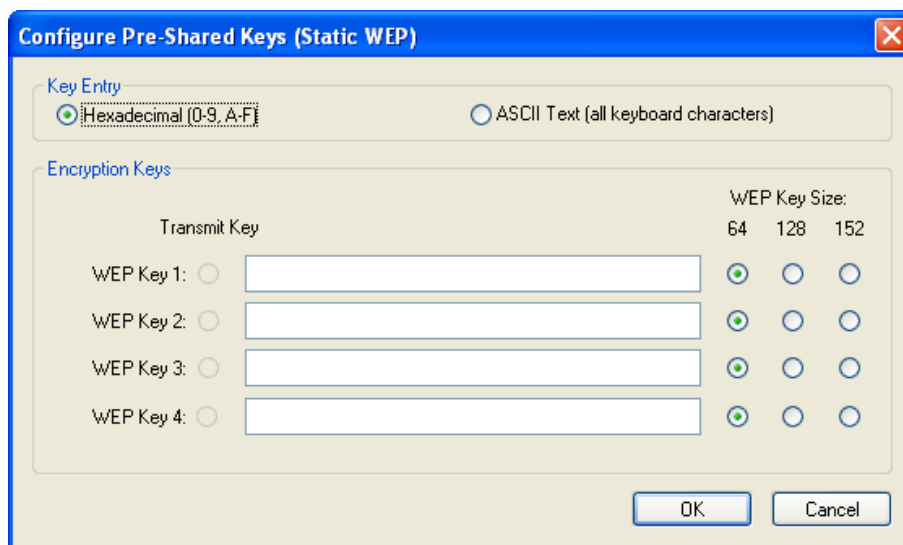 Configure Pre-Shared Keys (Static WEP)
Key Entry
Hexadecimal (0-9, A-F)
ASCII Text (all keyboard characters)
Encryption Keys
WEP Key Size:
Transmit Key
64 128 152
WEP Key 1:
WEP Key 2:
WEP Key 3:
WEP Key 4:
OK
Cancel